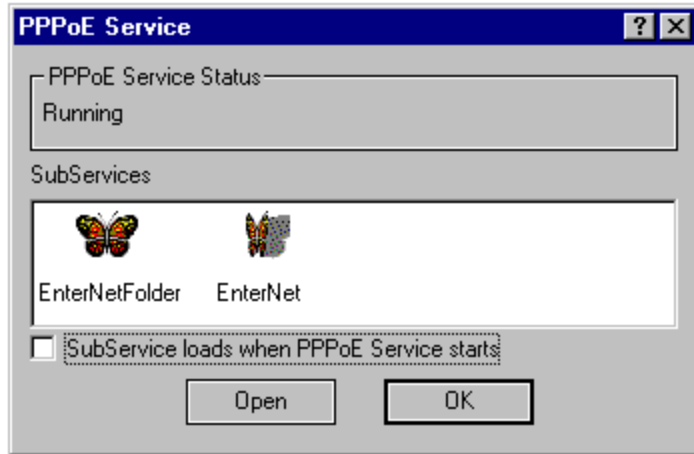 PPPoE Service
PPPoE Service Status
Running
SubServices
EnterNetFolder EnterNet
SubService loads when PPPoE Service starts
Open OK